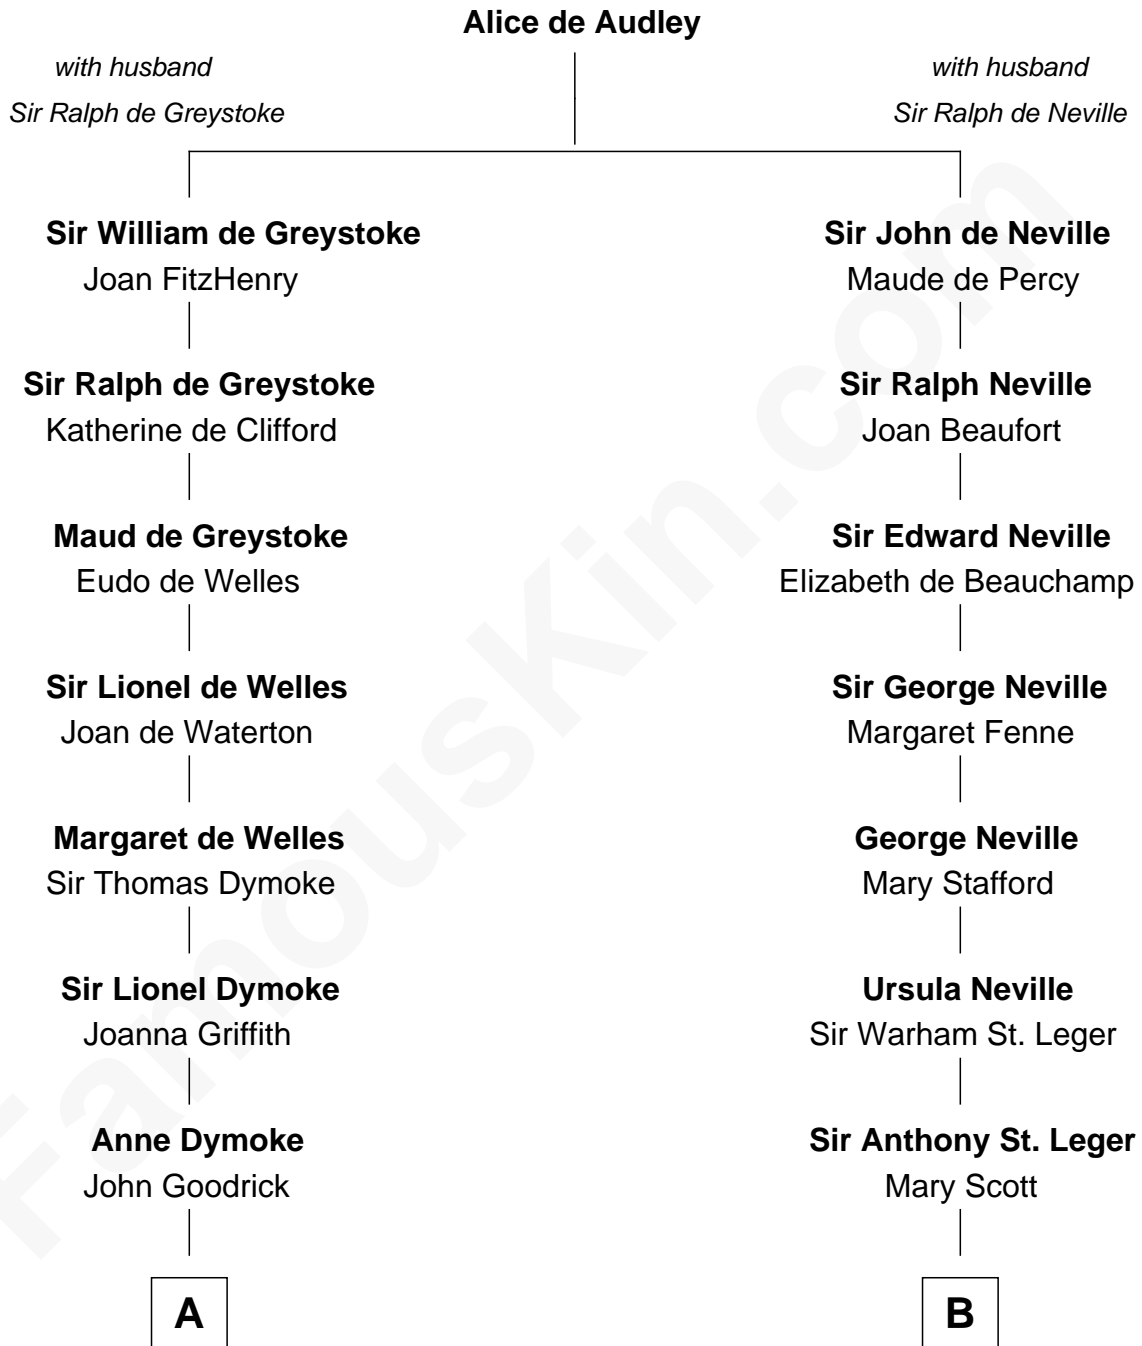 Alice de Audley
with husband
Sir Ralph de Greystoke
with husband
Sir Ralph de Neville
Sir William de Greystoke
Joan FitzHenry
Sir John de Neville
Maude de Percy
Sir Ralph de Greystoke
Katherine de Clifford
Sir Ralph Neville
Joan Beaufort
Maud de Greystoke
Eudo de Welles
Sir Edward Neville
Elizabeth de Beauchamp
Sir Lionel de Welles
Joan de Waterton
Sir George Neville
Margaret Fenne
Margaret de Welles
Sir Thomas Dymoke
George Neville
Mary Stafford
Sir Lionel Dymoke
Joanna Griffith
Ursula Neville
Sir Warham St. Leger
Anne Dymoke
John Goodrick
Sir Anthony St. Leger
Mary Scott
A
B
FamousKin.com